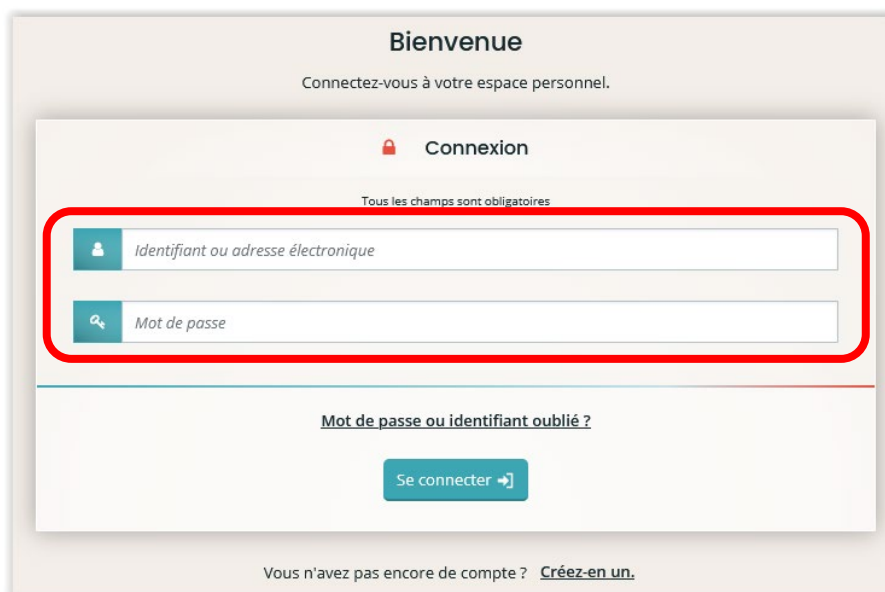 Bienvenue
Connectez-vous à votre espace personnel.
Connexion
Tous les champs sont obligatoires
Identifiant ou adresse électronique
Mot de passe
Mot de passe ou identifiant oublié ?
Se connecter
Vous n'avez pas encore de compte ? Créez-en un.